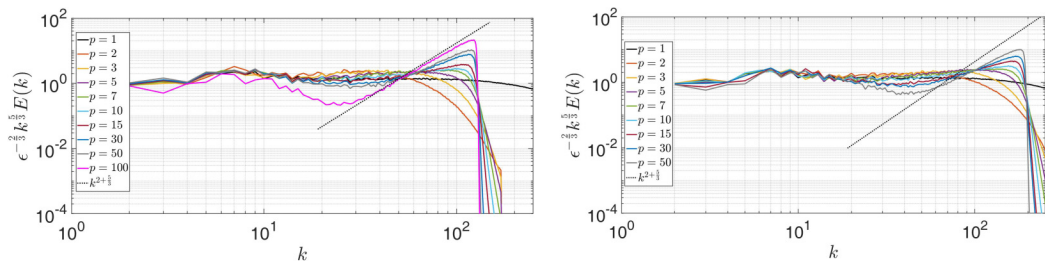 10^2
10^0
10^-2
10^-4
ϵ^{-2/3} k^{5/3} E(k)
p = 1
p = 2
p = 3
p = 5
p = 7
p = 10
p = 15
p = 30
p = 50
p = 100
k^{2+5/3}
10^0
10^1
10^2
k
10^2
10^0
10^-2
10^-4
ϵ^{-2/3} k^{5/3} E(k)
p = 1
p = 2
p = 3
p = 5
p = 7
p = 10
p = 15
p = 30
p = 50
k^{2+5/3}
10^0
10^1
10^2
k